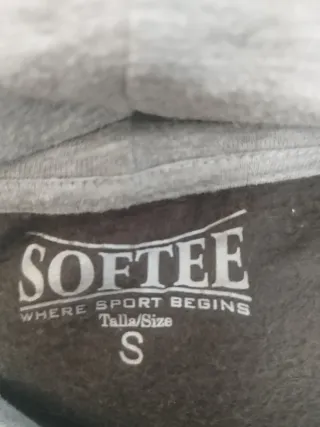 SOFTEE
WHERE SPORT BEGINS
Talla/Size
S